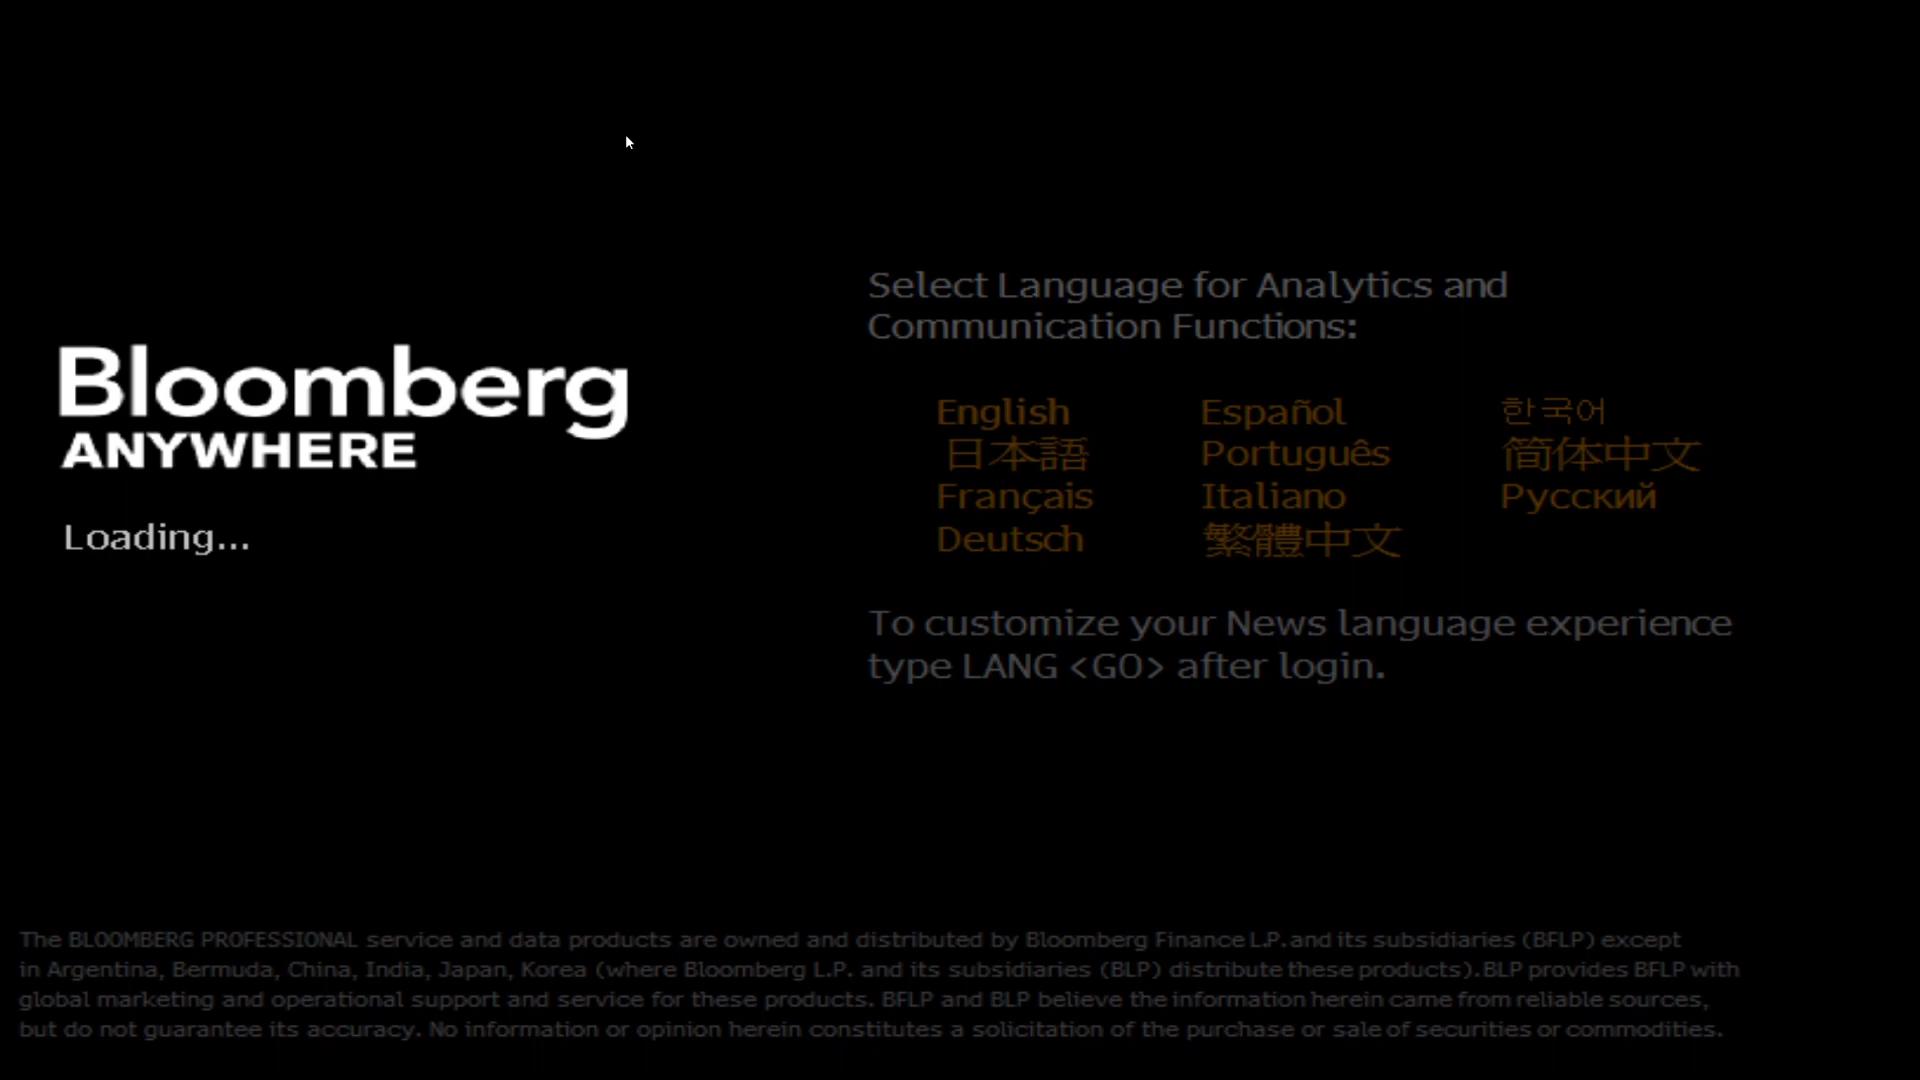 Bloomberg
ANYWHERE
Loading...
Select Language for Analytics and
Communication Functions:
English Español 한국어
日本語 Português 简体中文
Français Italiano Русский
Deutsch 繁體中文
To customize your News language experience
type LANG <GO> after login.
The BLOOMBERG PROFESSIONAL service and data products are owned and distributed by Bloomberg Finance L.P. and its subsidiaries (BFLP) except
in Argentina, Bermuda, China, India, Japan, Korea (where Bloomberg L.P. and its subsidiaries (BLP) distribute these products). BLP provides BFLP with
global marketing and operational support and service for these products. BFLP and BLP believe the information herein came from reliable sources,
but do not guarantee its accuracy. No information or opinion herein constitutes a solicitation of the purchase or sale of securities or commodities.